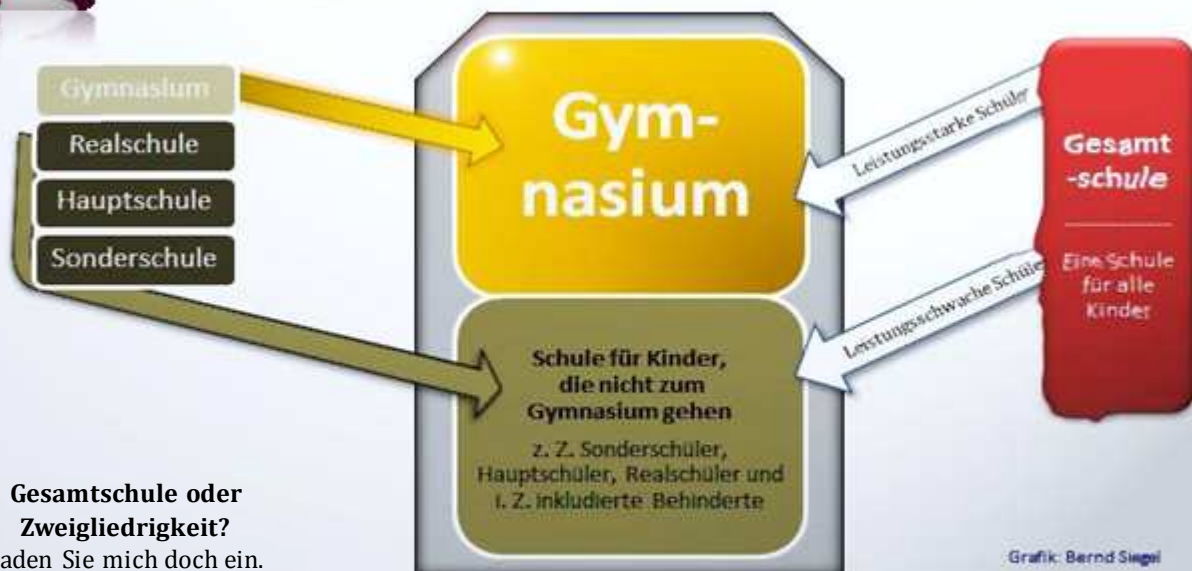 Gymnasium
Realschule
Hauptschule
Sonderschule
Gym-
nasium
Schule für Kinder,
die nicht zum
Gymnasium gehen
z. Z. Sonderschüler,
Hauptschüler, Realschüler und
i. Z. inkludierte Behinderte
Leistungsstarke Schüler
Leistungsschwache Schüler
Gesamt
-schule
Eine Schule
für alle
Kinder
Gesamtschule oder
Zweigliedrigkeit?
aden Sie mich doch ein.
Grafik: Bernd Siegel